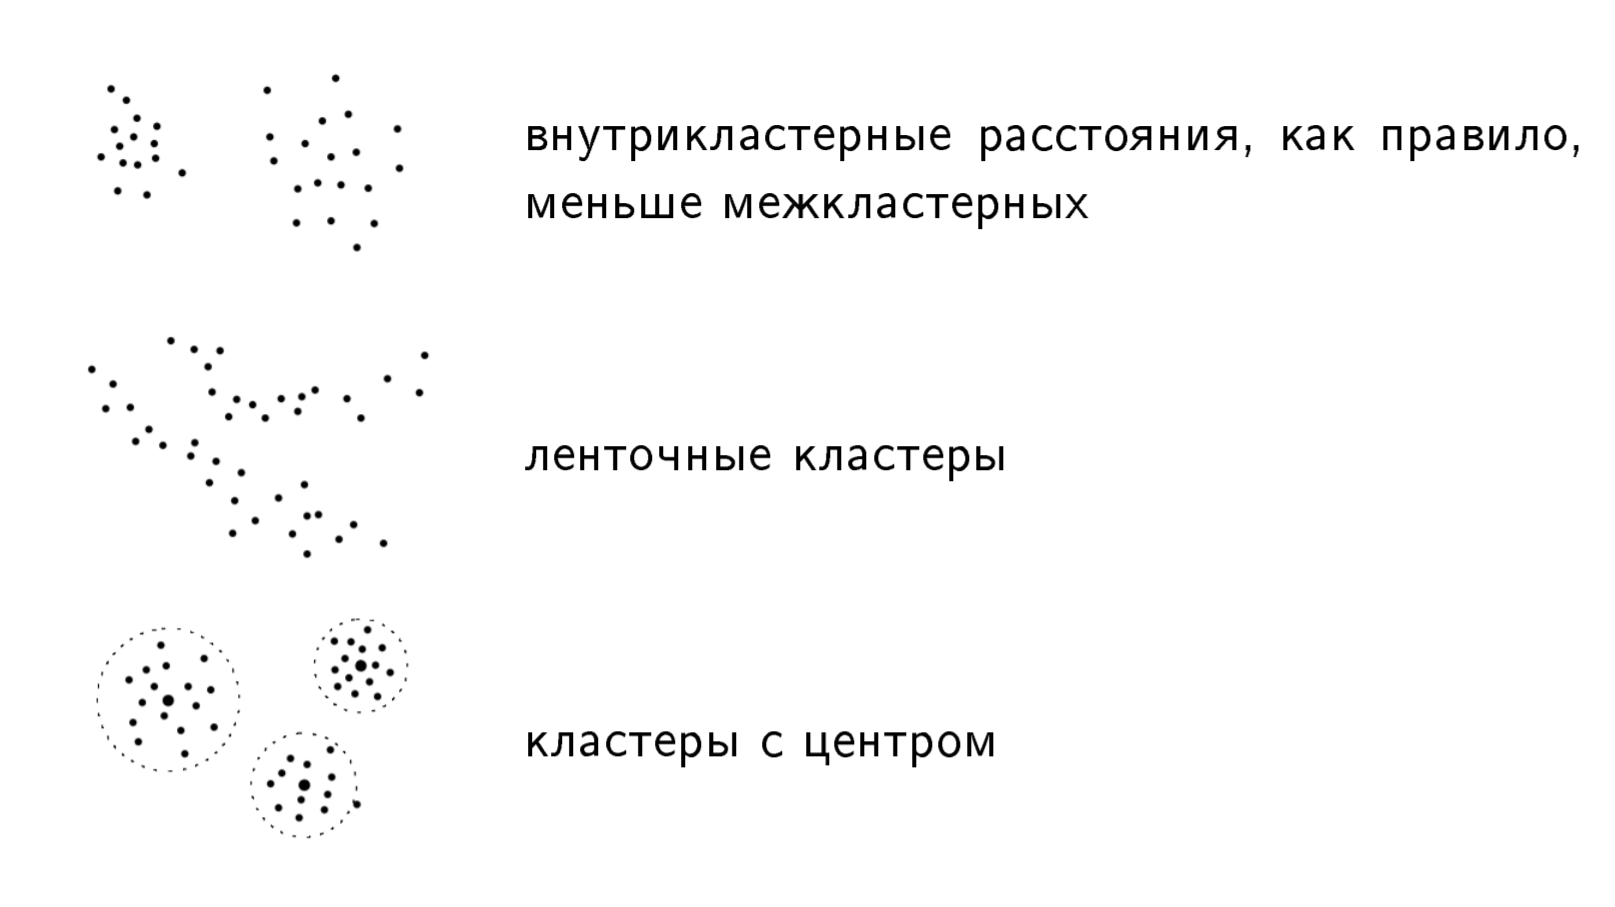 внутрикластерные расстояния, как правило,
меньше межкластерных
ленточные кластеры
кластеры с центром